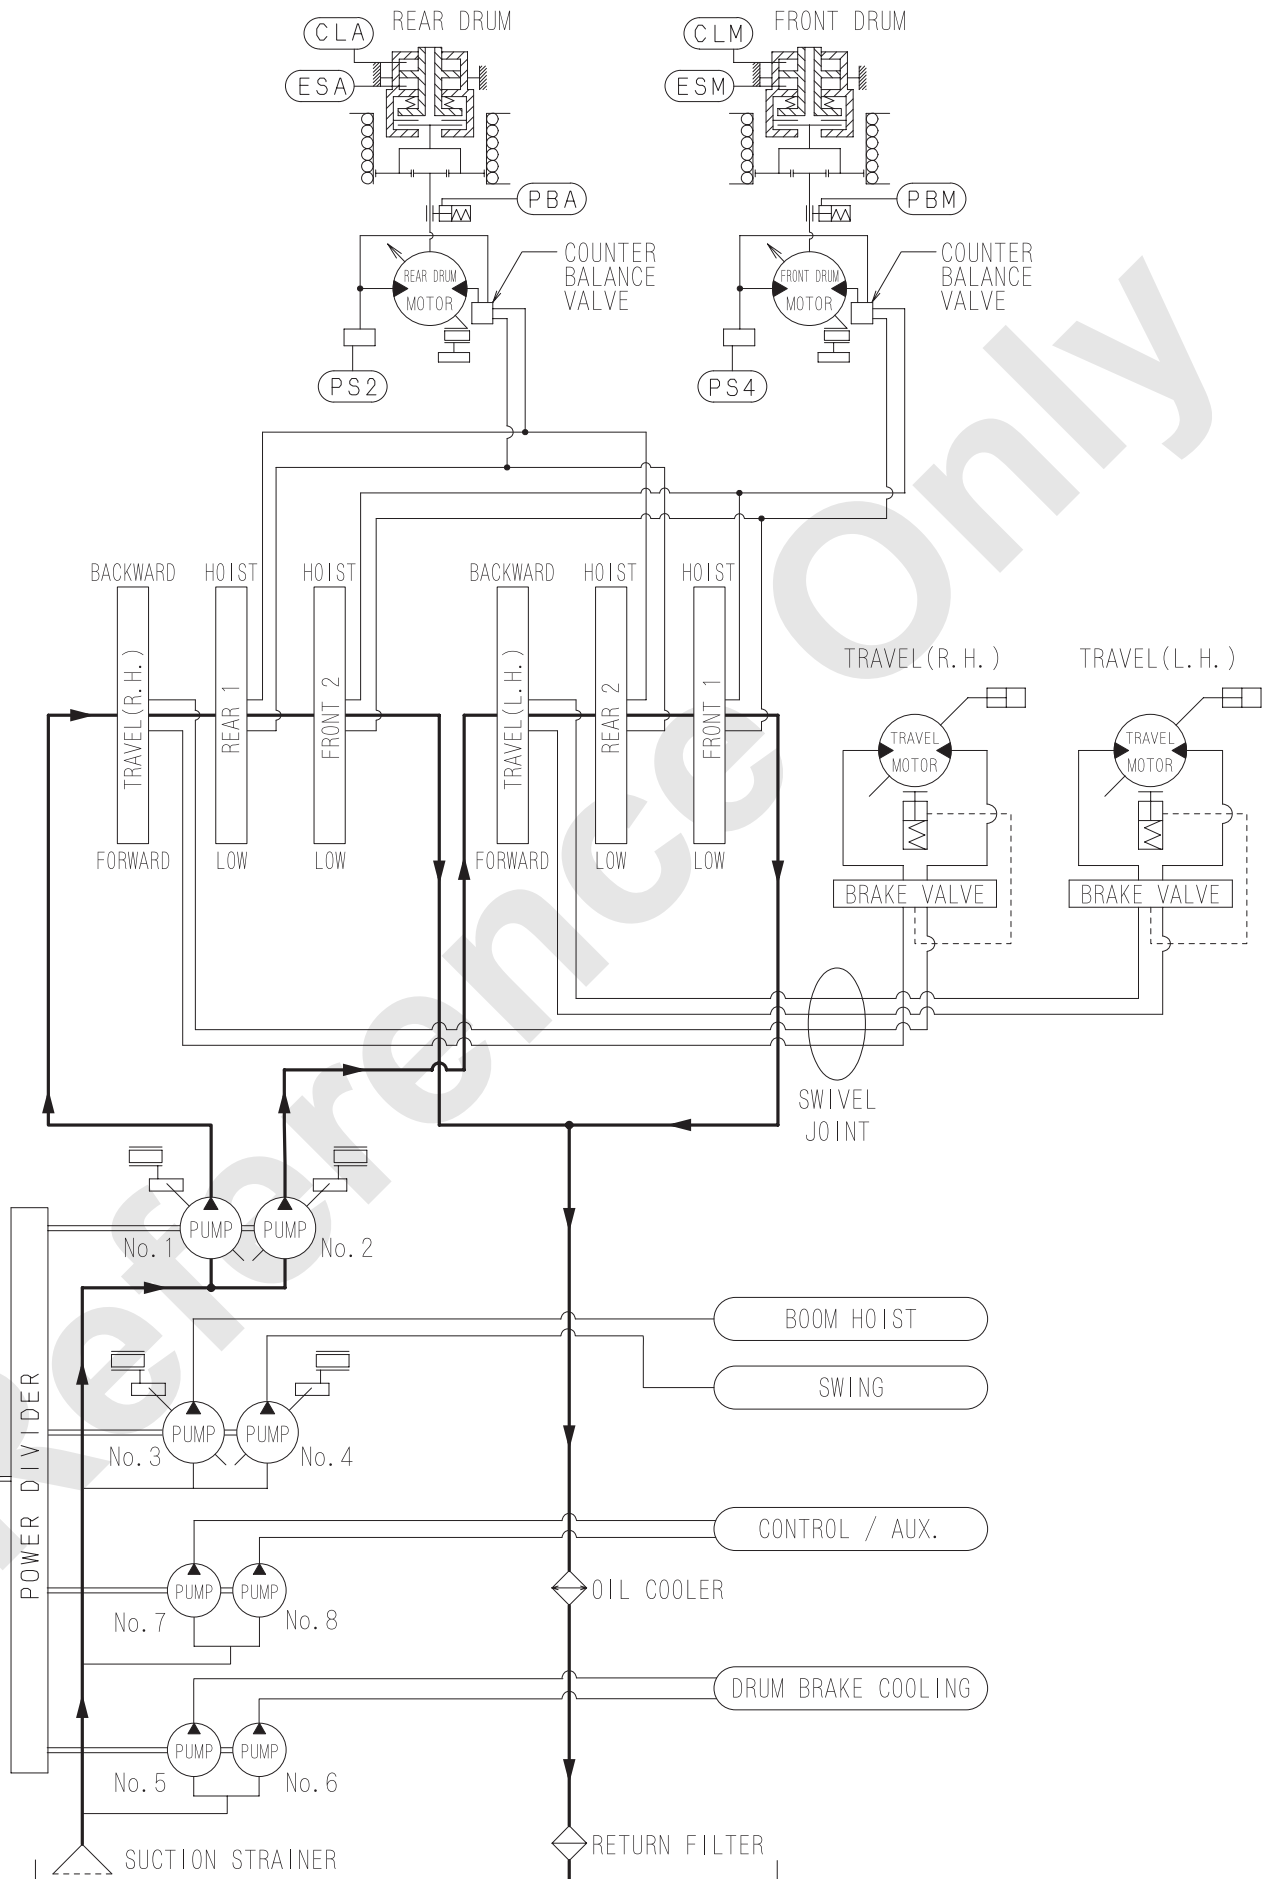 REAR DRUM
FRONT DRUM
CLA
CLM
ESA
ESM
PBA
PBM
COUNTER
BALANCE
VALVE
COUNTER
BALANCE
VALVE
REAR DRUM
MOTOR
FRONT DRUM
MOTOR
PS2
PS4
BACKWARD
HOIST
HOIST
BACKWARD
HOIST
HOIST
TRAVEL(R.H.)
REAR 1
FRONT 2
TRAVEL(L.H.)
REAR 2
FRONT 1
FORWARD
LOW
LOW
FORWARD
LOW
LOW
TRAVEL(R.H.)
TRAVEL(L.H.)
TRAVEL
MOTOR
TRAVEL
MOTOR
BRAKE VALVE
BRAKE VALVE
SWIVEL
JOINT
PUMP
PUMP
No.1
No.2
BOOM HOIST
SWING
PUMP
PUMP
No.3
No.4
POWER DIVIDER
CONTROL / AUX.
PUMP
PUMP
No.7
No.8
OIL COOLER
DRUM BRAKE COOLING
PUMP
PUMP
No.5
No.6
SUCTION STRAINER
RETURN FILTER
Reference Only